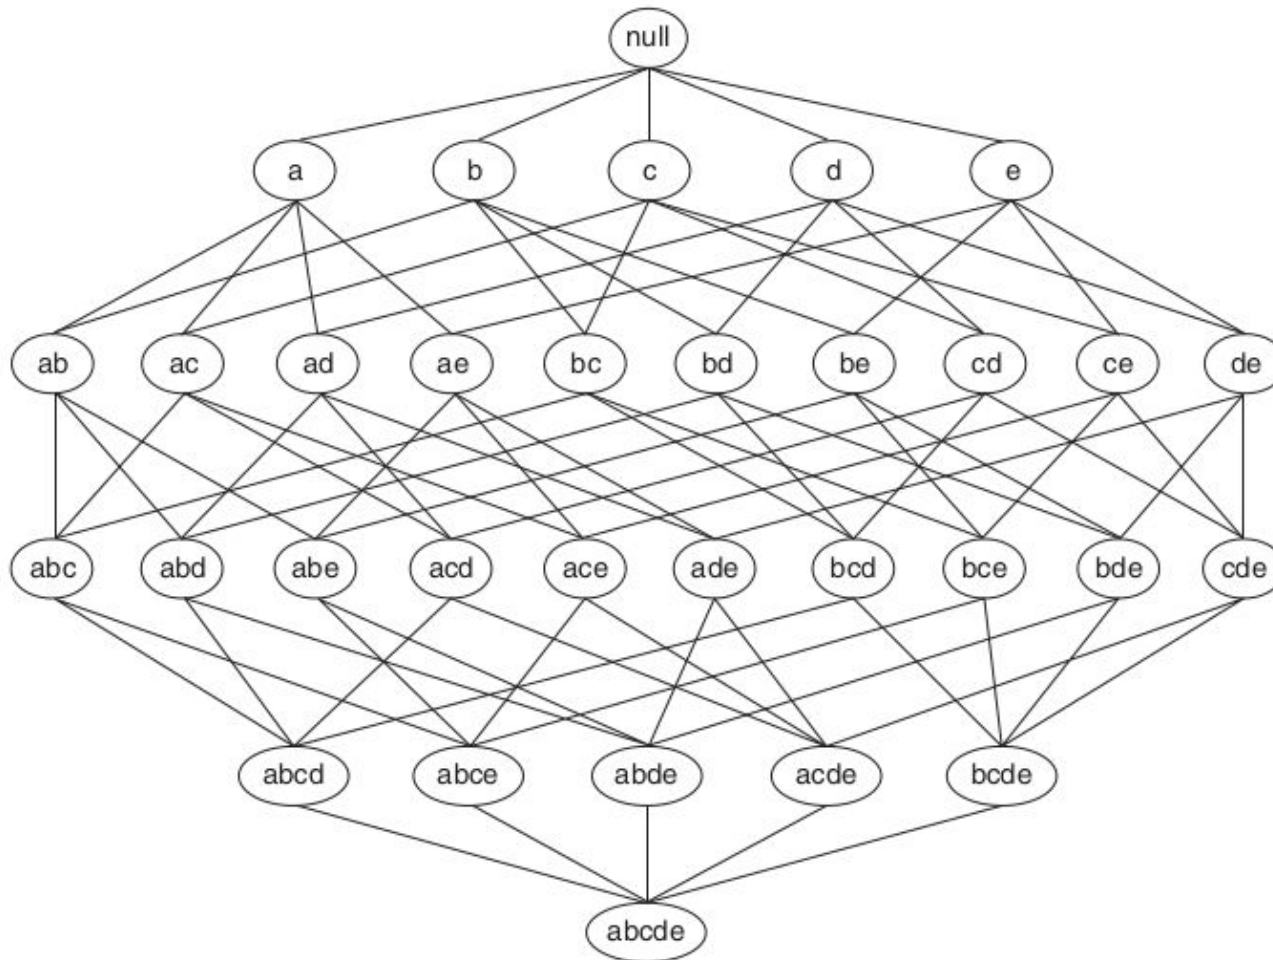 null
a b c d e
ab ac ad ae bc bd be cd ce de
abc abd abe acd ace ade bcd bce bde cde
abcd abce abde acde bcde
abcde